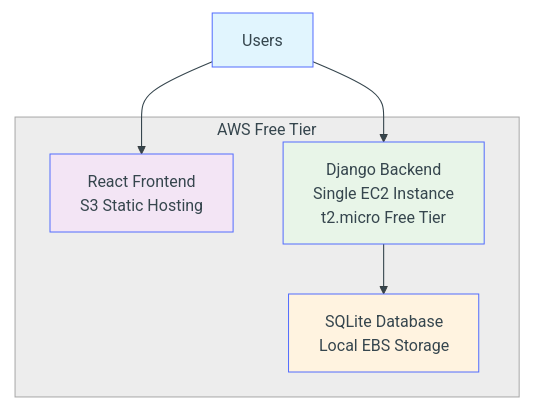 Users
AWS Free Tier
React Frontend
S3 Static Hosting
Django Backend
Single EC2 Instance
t2.micro Free Tier
SQLite Database
Local EBS Storage